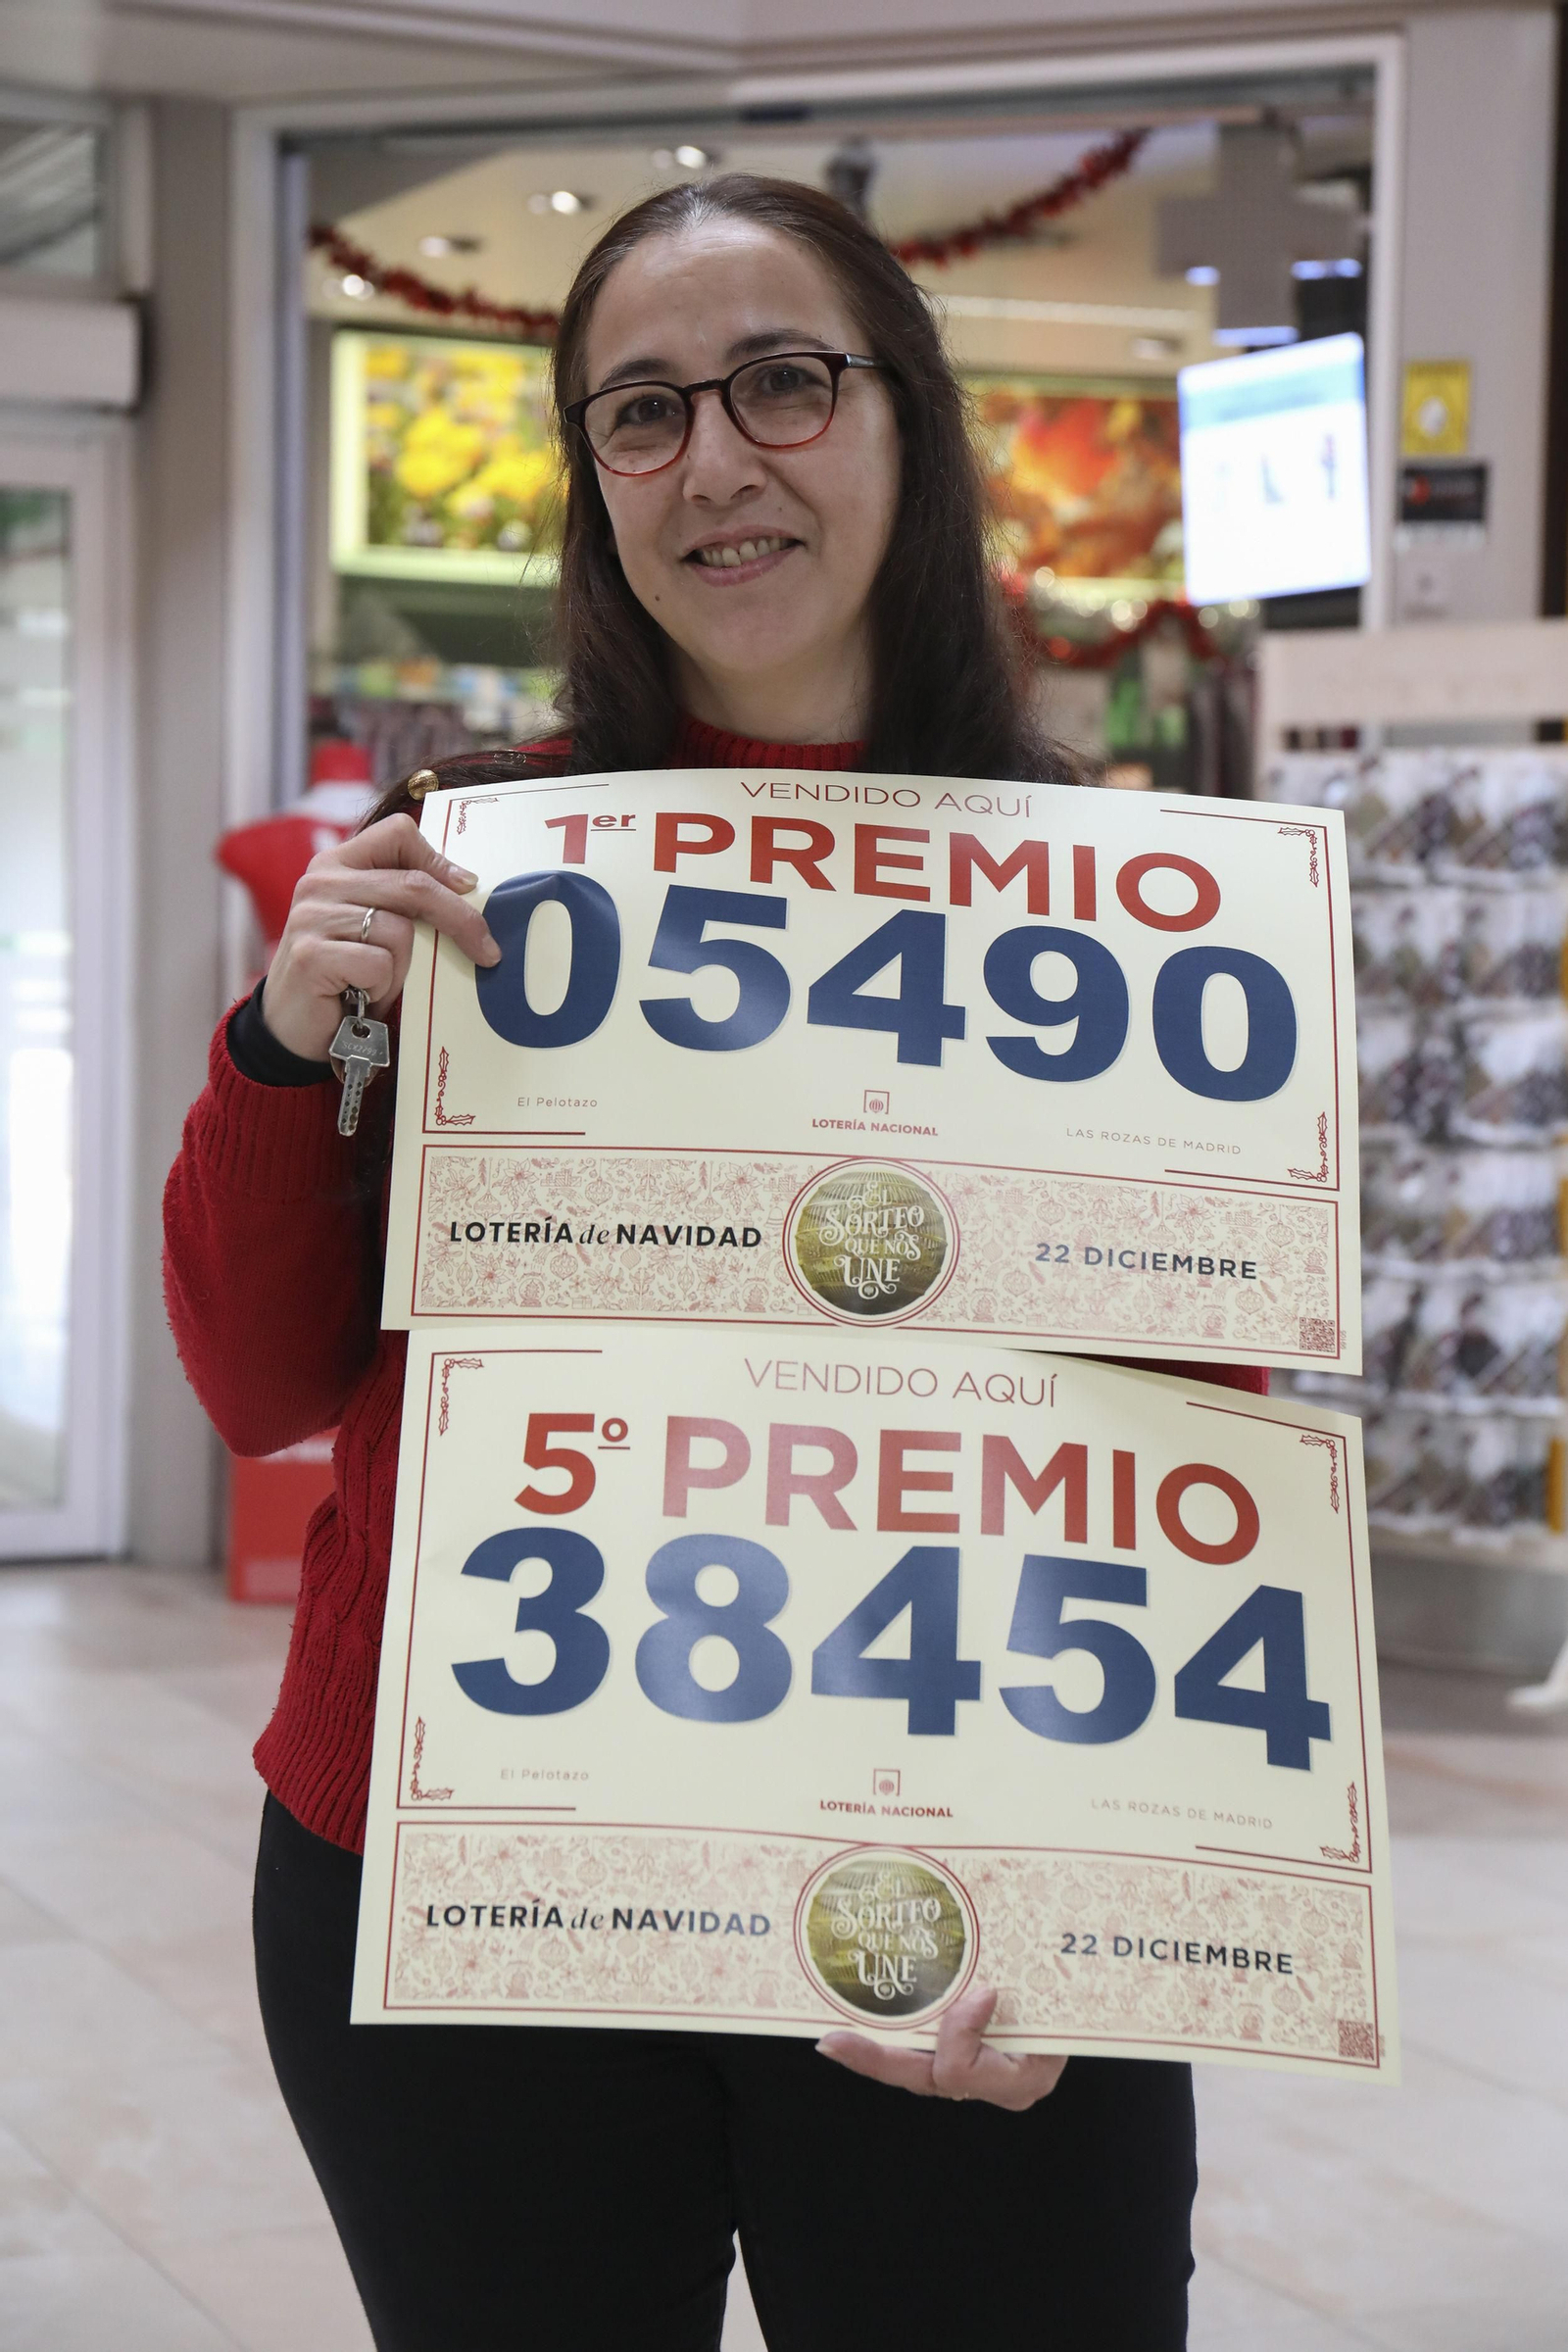 VENDIDO AQUÍ
1er PREMIO
05490
El Pelotazo
LOTERÍA NACIONAL
LAS ROZAS DE MADRID
LOTERÍA de NAVIDAD
EL
SORTEO
QUE NOS
UNE
22 DICIEMBRE
VENDIDO AQUÍ
5º PREMIO
38454
El Pelotazo
LOTERÍA NACIONAL
LAS ROZAS DE MADRID
LOTERÍA de NAVIDAD
EL
SORTEO
QUE NOS
UNE
22 DICIEMBRE